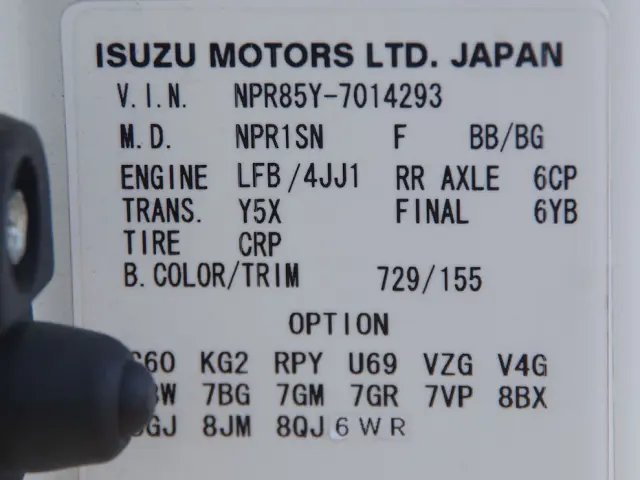 ISUZU MOTORS LTD. JAPAN
V.I.N. NPR85Y-7014293
M.D. NPR1SN F BB/BG
ENGINE LFB/4JJ1 RR AXLE 6CP
TRANS. Y5X FINAL 6YB
TIRE CRP
B.COLOR/TRIM 729/155
OPTION
KG2 RPY U69 VZG V4G
7BG 7GM 7GR 7VP 8BX
8JM 8QJ 6WR